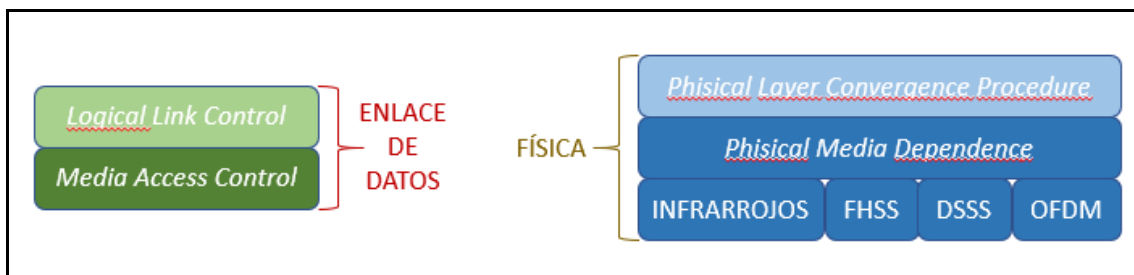 Logical Link Control
Media Access Control
ENLACE
DE
DATOS
FÍSICA
Phisical Layer Convergence Procedure
Phisical Media Dependence
INFRARROJOS FHSS DSSS OFDM